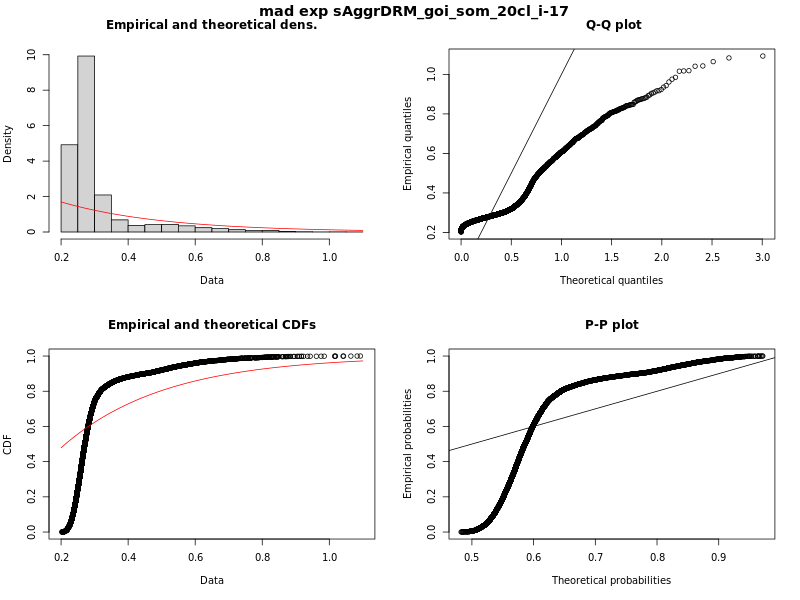 mad exp sAggrDRM_goi_som_20cl_i-17
Empirical and theoretical dens.
Density
0 2 4 6 8 10
0.2 0.4 0.6 0.8 1.0
Data
Q-Q plot
Empirical quantiles
0.2 0.4 0.6 0.8 1.0
0.0 0.5 1.0 1.5 2.0 2.5 3.0
Theoretical quantiles
Empirical and theoretical CDFs
CDF
0.0 0.2 0.4 0.6 0.8 1.0
0.2 0.4 0.6 0.8 1.0
Data
P-P plot
Empirical probabilities
0.0 0.2 0.4 0.6 0.8 1.0
0.5 0.6 0.7 0.8 0.9
Theoretical probabilities